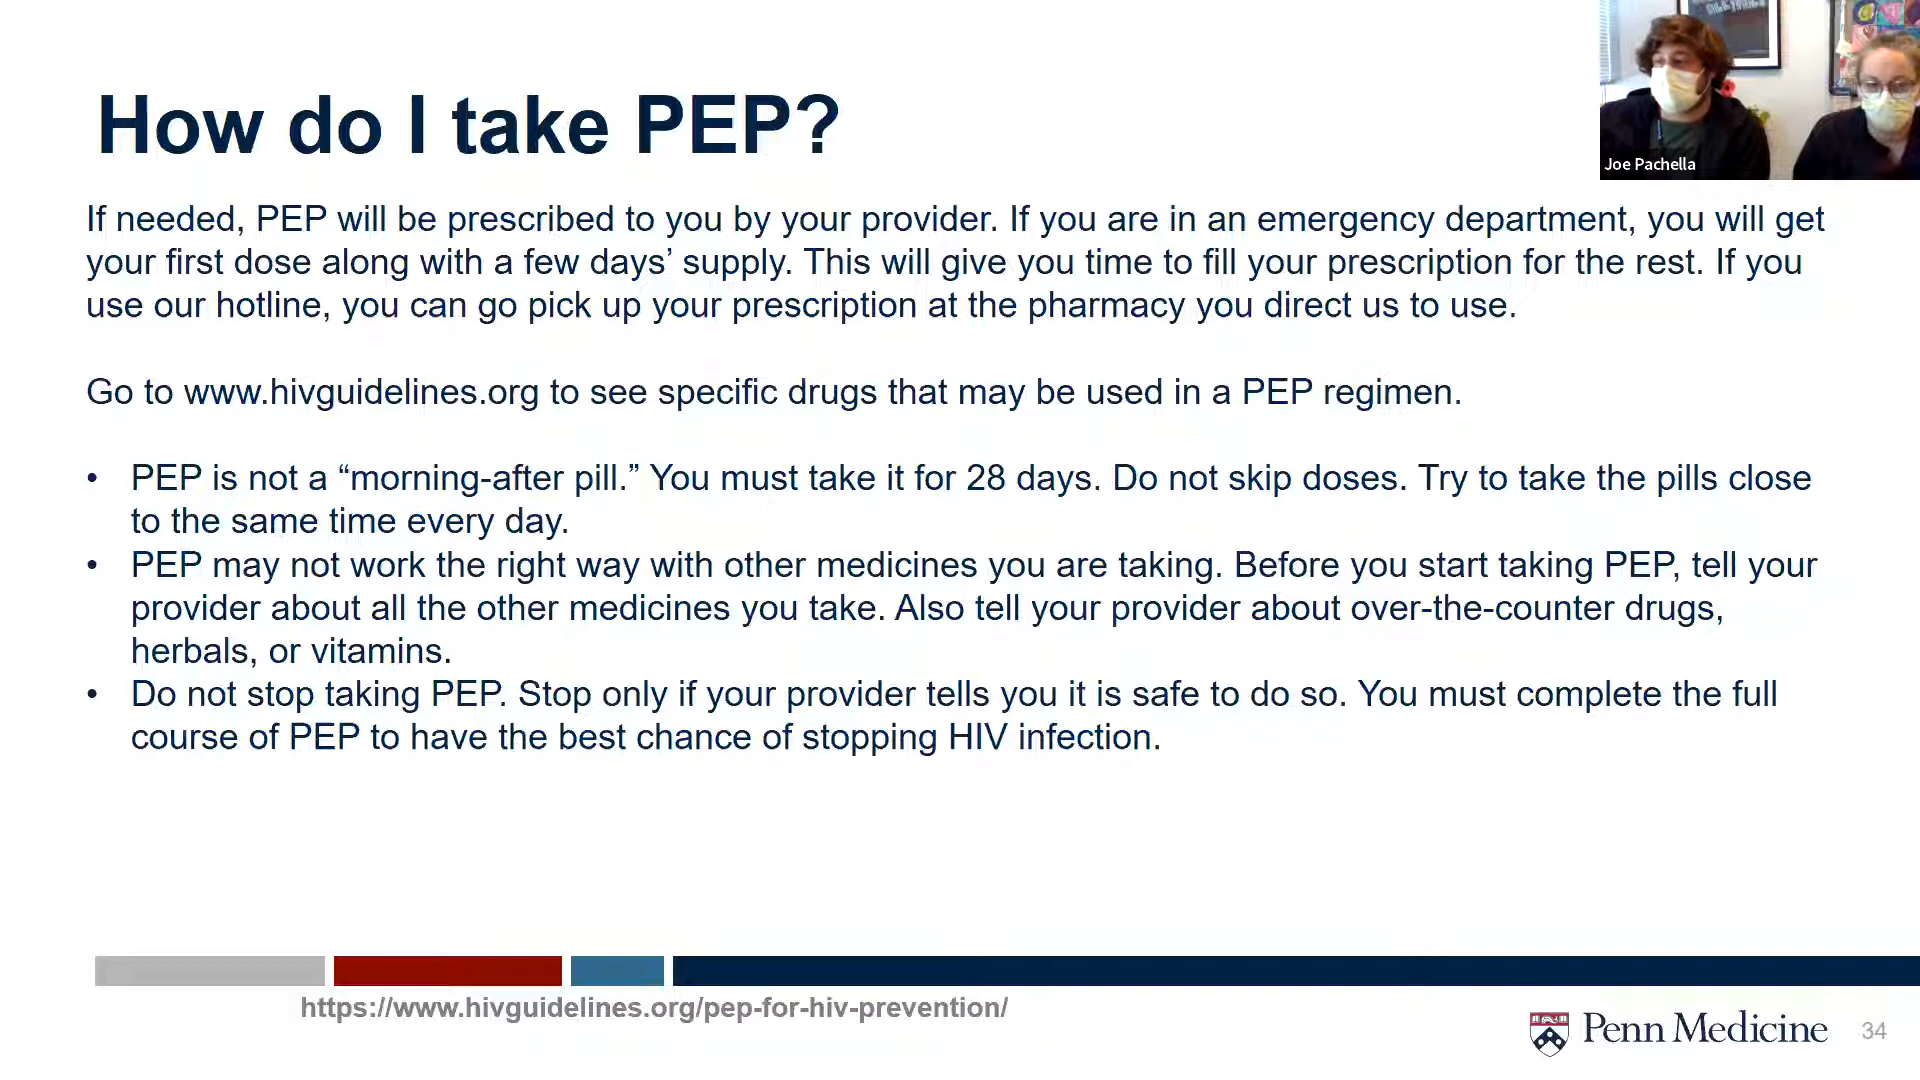 How do I take PEP?
Joe Pachella
If needed, PEP will be prescribed to you by your provider. If you are in an emergency department, you will get
your first dose along with a few days’ supply. This will give you time to fill your prescription for the rest. If you
use our hotline, you can go pick up your prescription at the pharmacy you direct us to use.
Go to www.hivguidelines.org to see specific drugs that may be used in a PEP regimen.
• PEP is not a “morning-after pill.” You must take it for 28 days. Do not skip doses. Try to take the pills close
to the same time every day.
• PEP may not work the right way with other medicines you are taking. Before you start taking PEP, tell your
provider about all the other medicines you take. Also tell your provider about over-the-counter drugs,
herbals, or vitamins.
• Do not stop taking PEP. Stop only if your provider tells you it is safe to do so. You must complete the full
course of PEP to have the best chance of stopping HIV infection.
https://www.hivguidelines.org/pep-for-hiv-prevention/
Penn Medicine
34